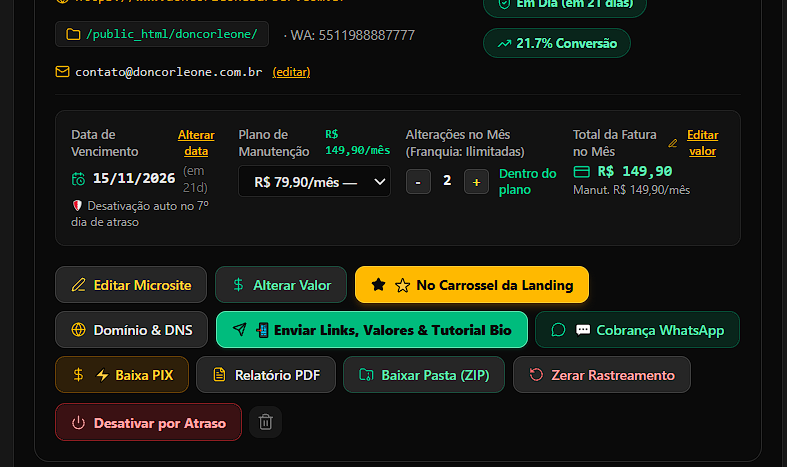 Em Dia (em 21 dias)
/public_html/doncorleone/ · WA: 5511988887777
21.7% Conversão
contato@doncorleone.com.br (editar)
Data de Vencimento
Alterar data
15/11/2026 (em 21d)
Desativação auto no 7º dia de atraso
Plano de Manutenção
R$ 149,90/mês
R$ 79,90/mês —
Alterações no Mês (Franquia: Ilimitadas)
- 2 +
Dentro do plano
Total da Fatura no Mês
Editar valor
R$ 149,90
Manut. R$ 149,90/mês
Editar Microsite
Alterar Valor
No Carrossel da Landing
Domínio & DNS
Enviar Links, Valores & Tutorial Bio
Cobrança WhatsApp
Baixa PIX
Relatório PDF
Baixar Pasta (ZIP)
Zerar Rastreamento
Desativar por Atraso